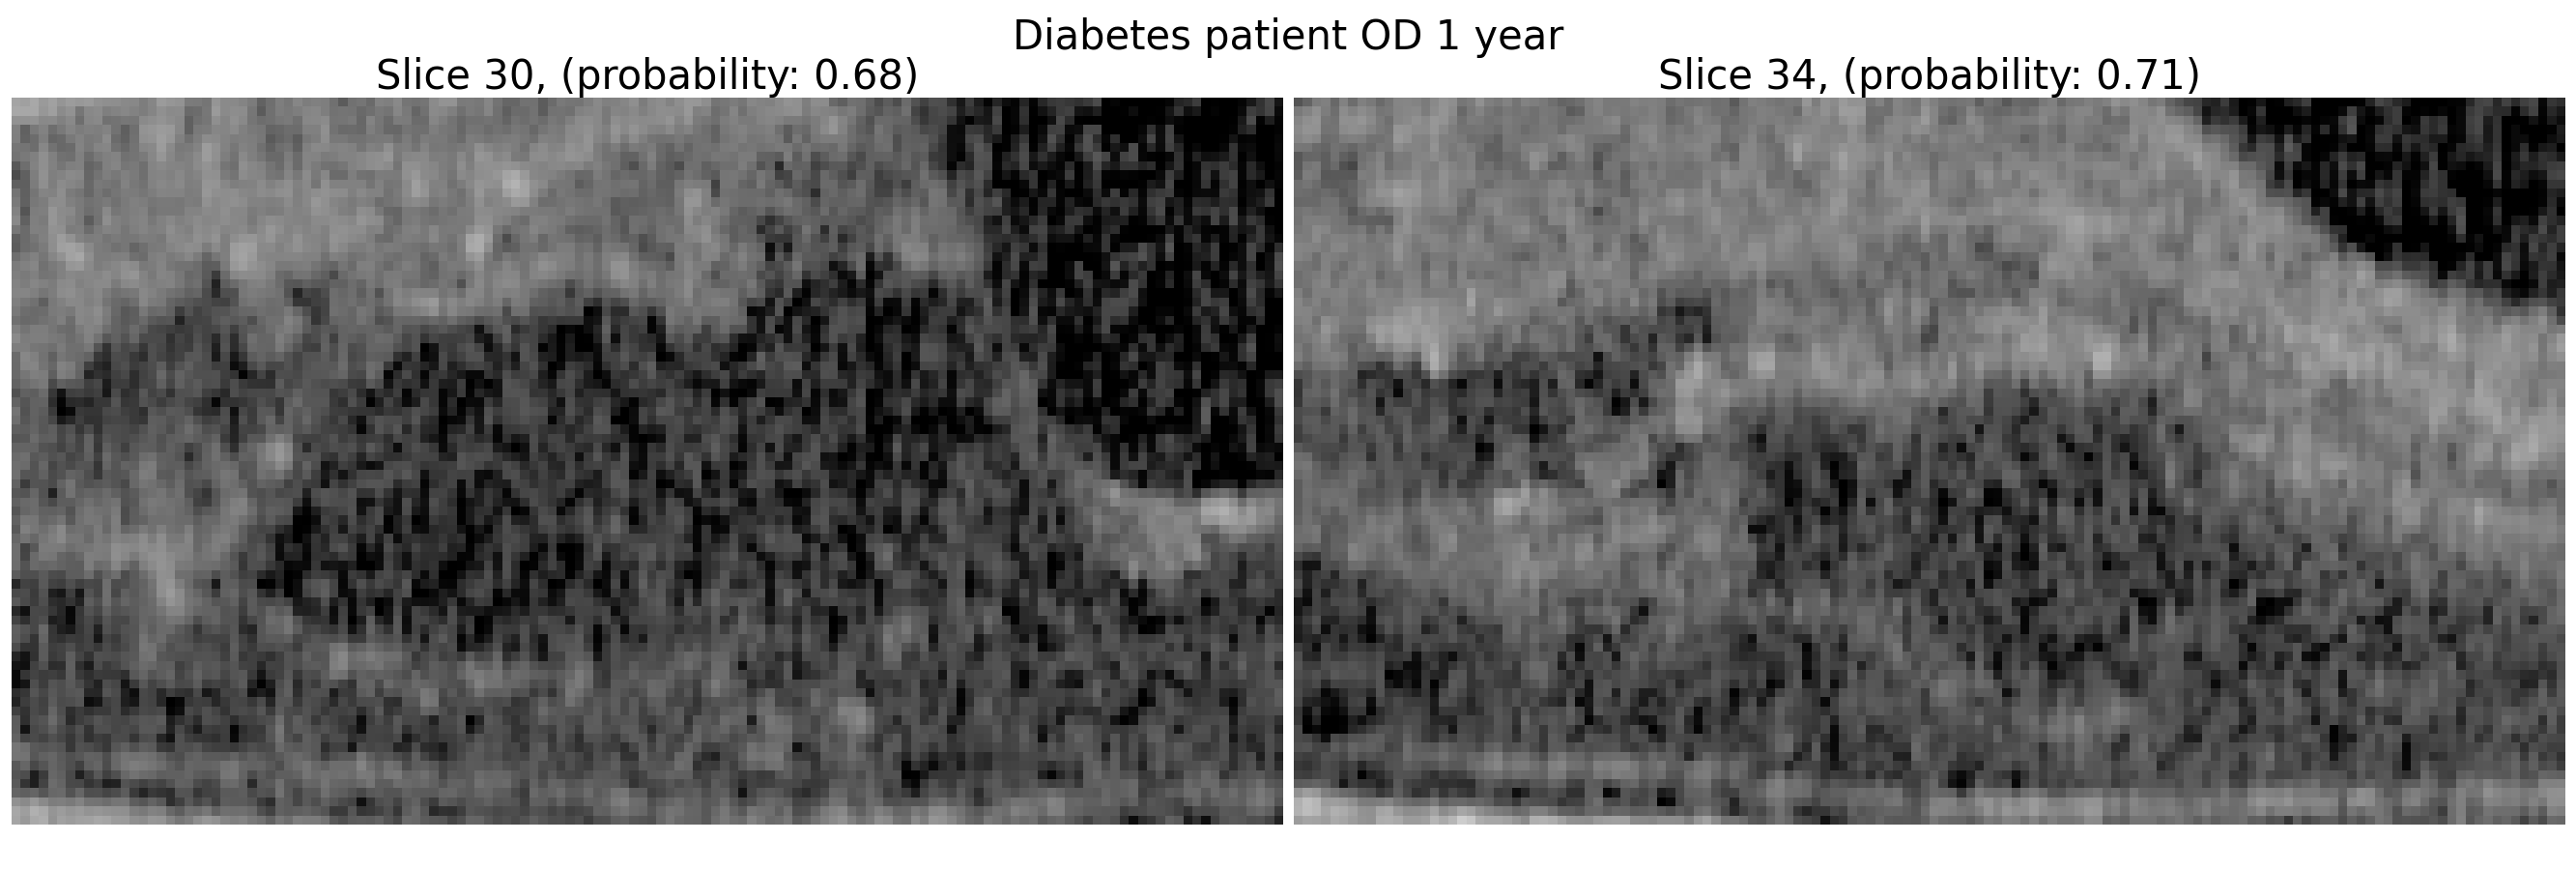 Diabetes patient OD 1 year
Slice 30, (probability: 0.68)
Slice 34, (probability: 0.71)